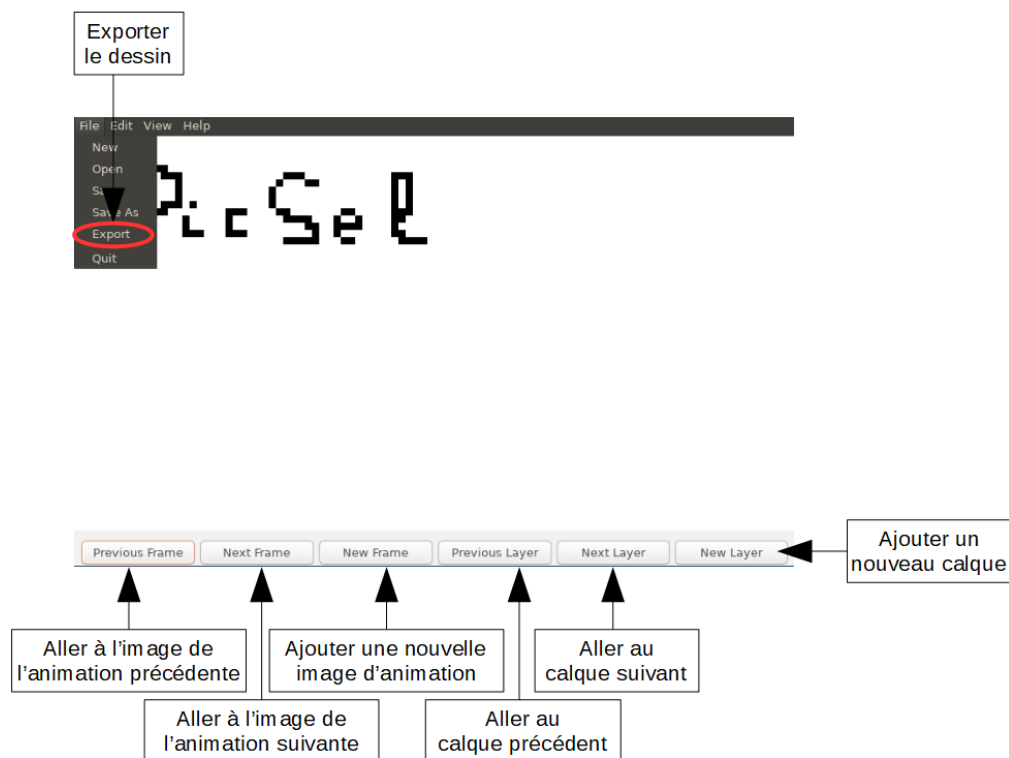 Exporter
le dessin
File Edit View Help
New
Open
Save As
Export
Quit
PicSel
Previous Frame Next Frame New Frame Previous Layer Next Layer New Layer
Ajouter un
nouveau calque
Aller à l’image de
l’animation précédente
Ajouter une nouvelle
image d’animation
Aller au
calque suivant
Aller à l’image de
l’animation suivante
Aller au
calque précédent